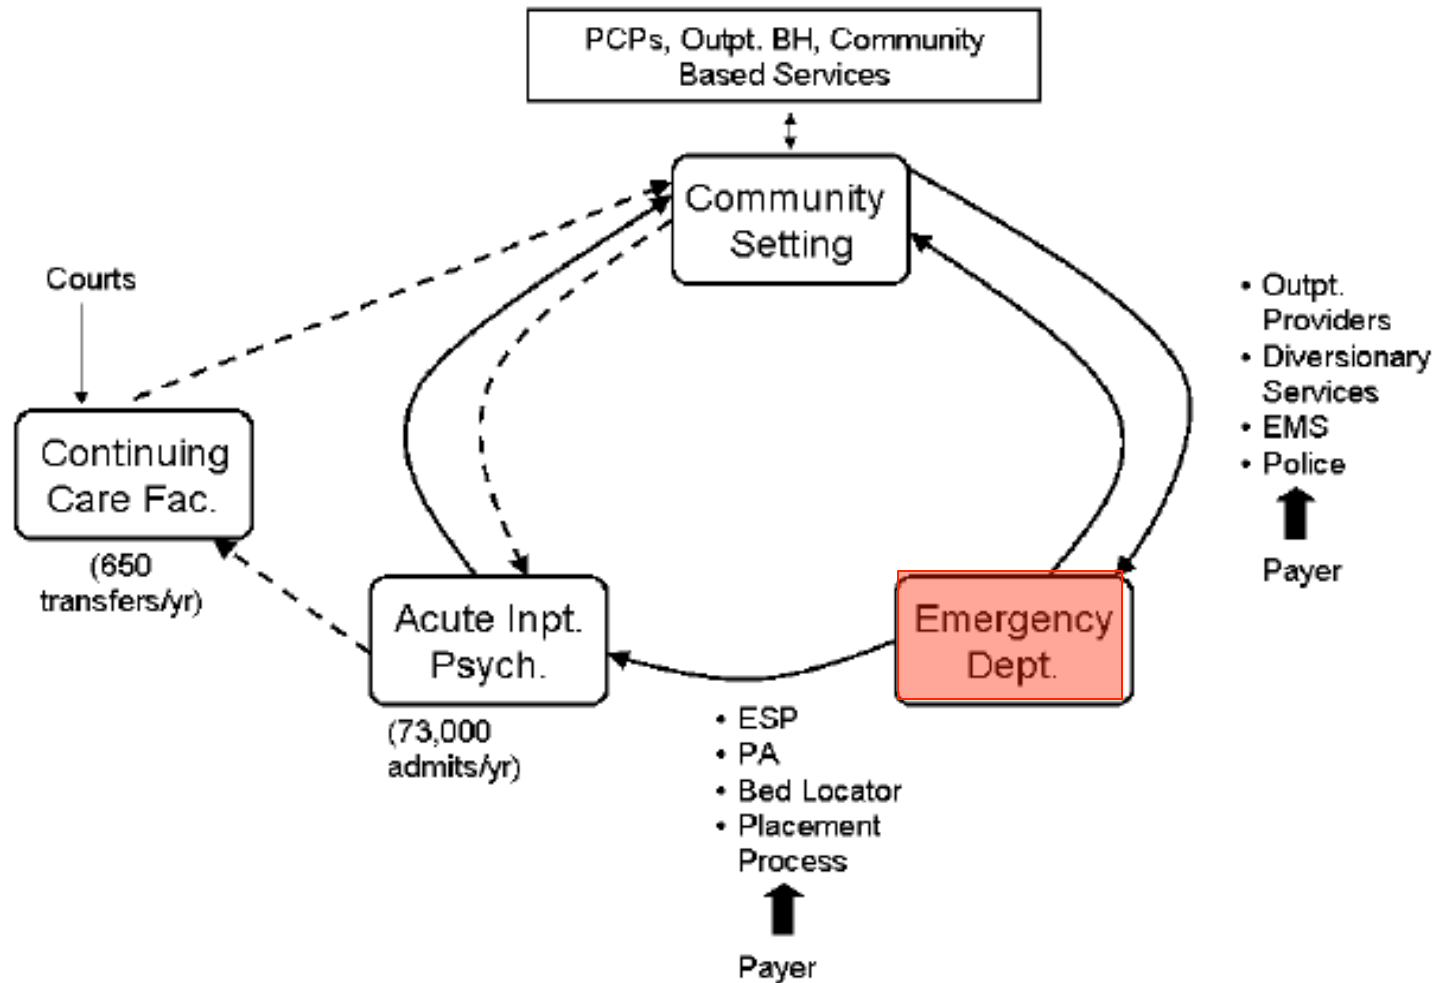 PCPs, Outpt. BH, Community
Based Services
Community
Setting
Courts
• Outpt.
Providers
• Diversionary
Services
• EMS
• Police
Payer
Continuing
Care Fac.
(650
transfers/yr)
Acute Inpt.
Psych.
(73,000
admits/yr)
Emergency
Dept.
• ESP
• PA
• Bed Locator
• Placement
Process
Payer